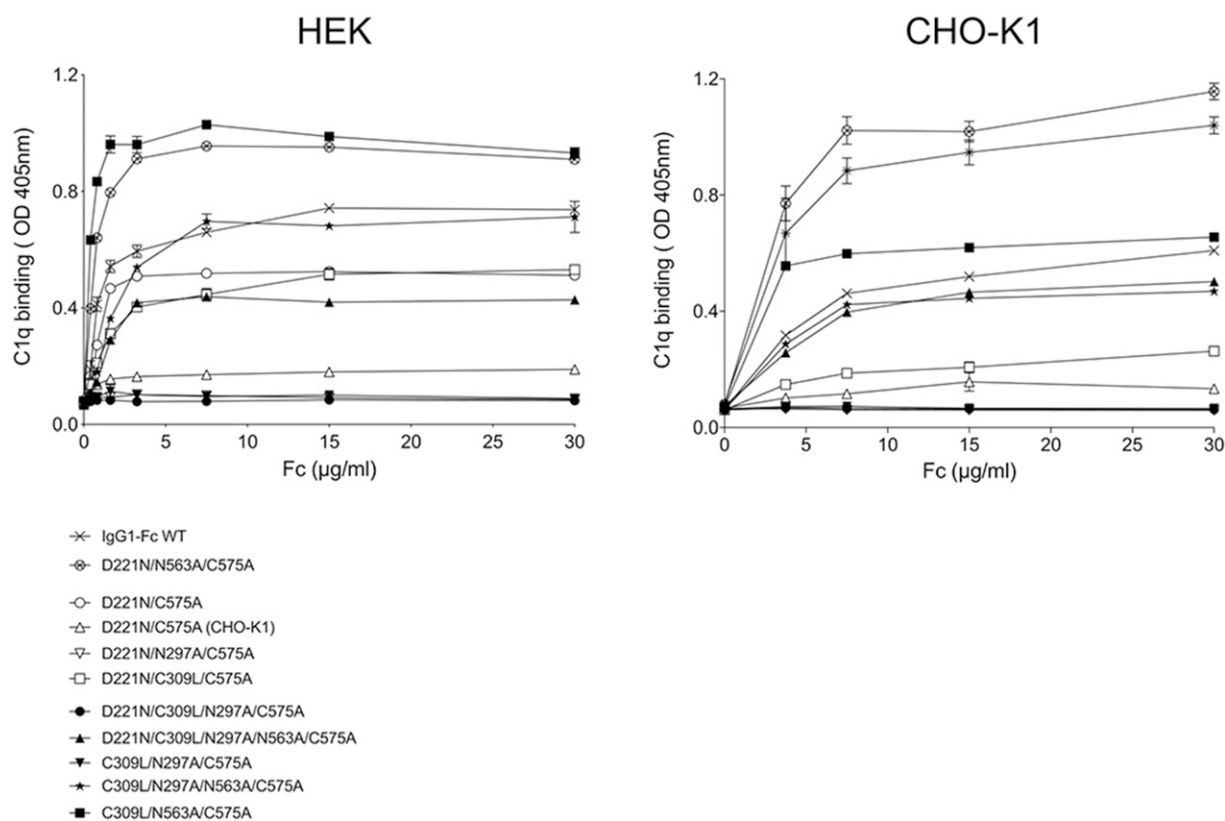 HEK
CHO-K1
C1q binding ( OD 405nm)
1.2
0.8
0.4
0.0
0
5
10
15
20
25
30
Fc (µg/ml)
C1q binding ( OD 405nm)
1.2
0.8
0.4
0.0
0
5
10
15
20
25
30
Fc (µg/ml)
IgG1-Fc WT
D221N/N563A/C575A
D221N/C575A
D221N/C575A (CHO-K1)
D221N/N297A/C575A
D221N/C309L/C575A
D221N/C309L/N297A/C575A
D221N/C309L/N297A/N563A/C575A
C309L/N297A/C575A
C309L/N297A/N563A/C575A
C309L/N563A/C575A